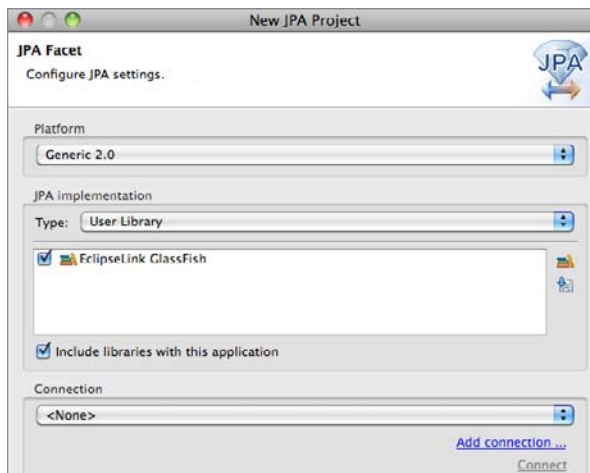 New JPA Project
JPA Facet
Configure JPA settings.
JPA
Platform
Generic 2.0
JPA implementation
Type: User Library
EclipseLink GlassFish
Include libraries with this application
Connection
<None>
Add connection ...
Connect